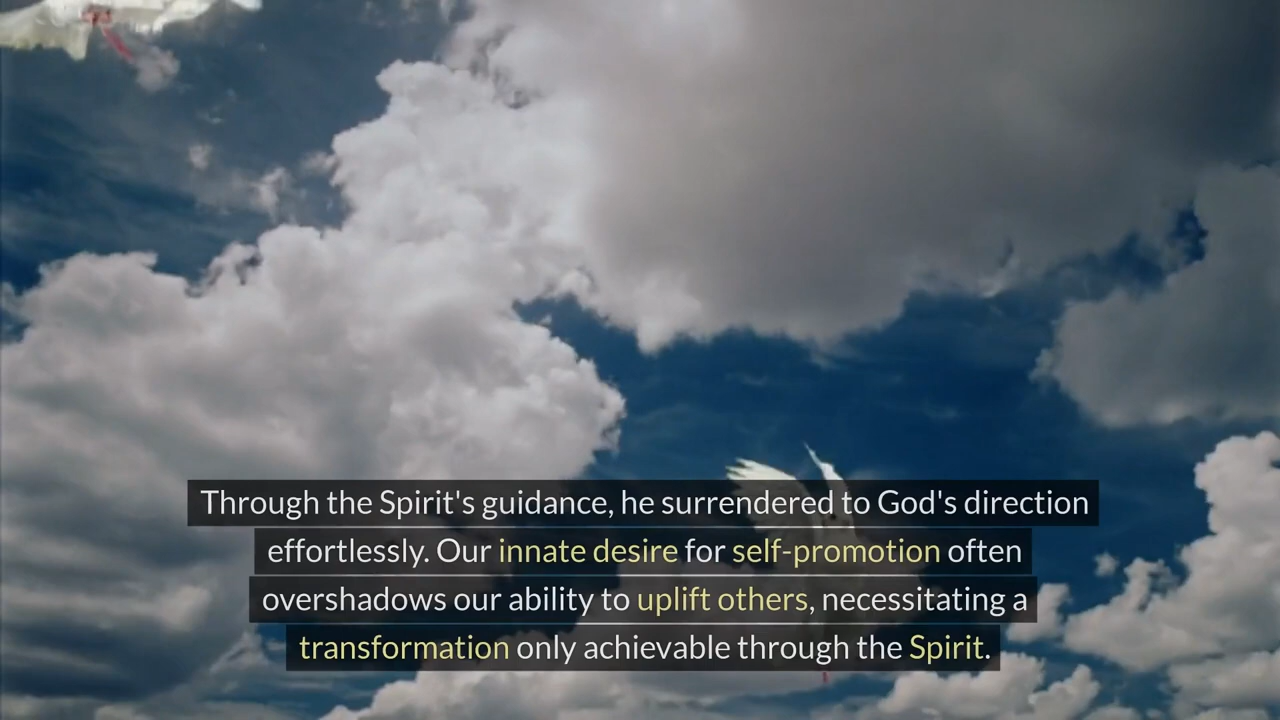 Through the Spirit's guidance, he surrendered to God's direction
effortlessly. Our innate desire for self-promotion often
overshadows our ability to uplift others, necessitating a
transformation only achievable through the Spirit.